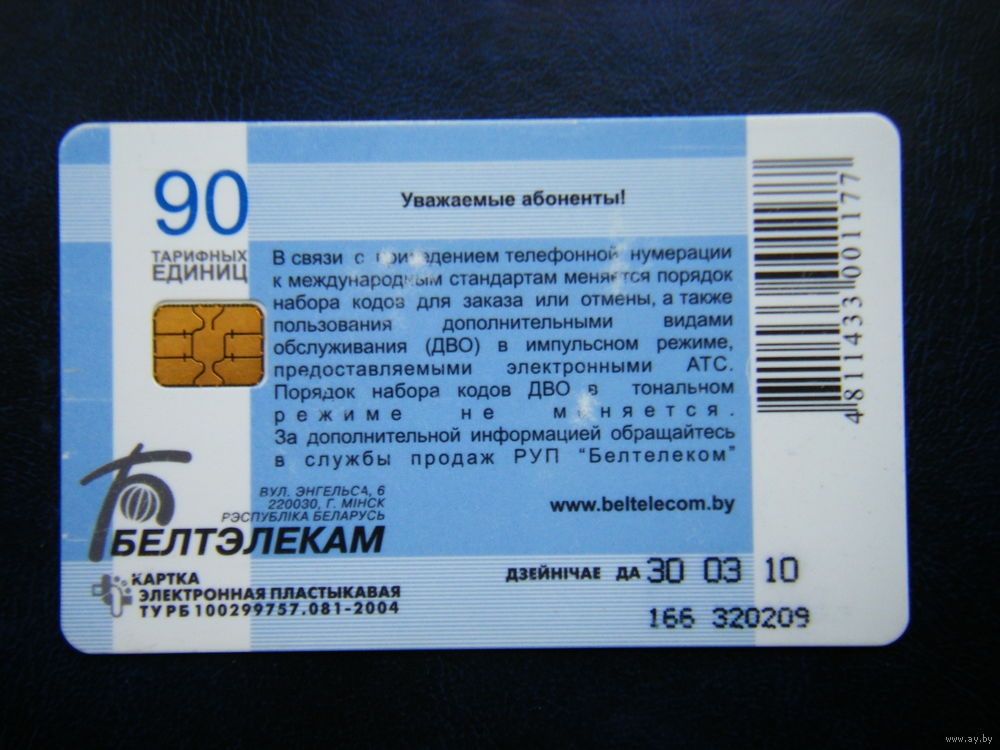 90
ТАРИФНЫХ
ЕДИНИЦ
Уважаемые абоненты!
В связи с приведением телефонной нумерации
к международным стандартам меняется порядок
набора кодов для заказа или отмены, а также
пользования дополнительными видами
обслуживания (ДВО) в импульсном режиме,
предоставляемыми электронными АТС.
Порядок набора кодов ДВО в тональном
режиме не меняется.
За дополнительной информацией обращайтесь
в службы продаж РУП "Белтелеком"
www.beltelecom.by
4811433001177
ВУЛ. ЭНГЕЛЬСА, 6
220030, Г. МІНСК
РЭСПУБЛІКА БЕЛАРУСЬ
БЕЛТЭЛЕКАМ
КАРТКА
ЭЛЕКТРОННАЯ ПЛАСТЫКАВАЯ
ТУ РБ 100299757.081-2004
ДЗЕЙНІЧАЕ ДА 30 03 10
166 320209
www.ay.by